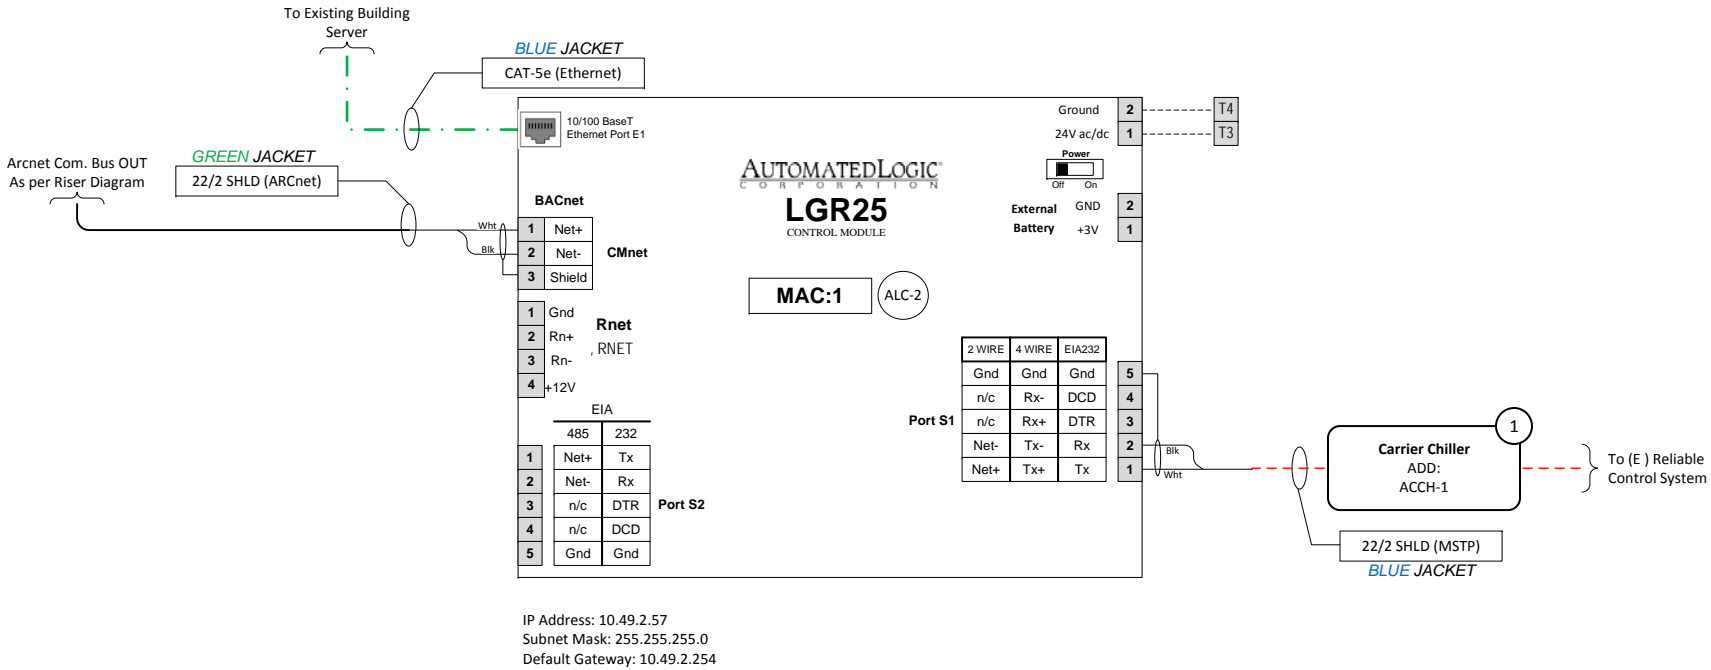 To Existing Building
Server
BLUE JACKET
CAT-5e (Ethernet)
10/100 BaseT
Ethernet Port E1
Arcnet Com. Bus OUT
As per Riser Diagram
GREEN JACKET
22/2 SHLD (ARCnet)
BACnet
Wht
1 Net+
Blk
2 Net-
CMnet
3 Shield
1 Gnd
2 Rn+
3 Rn-
4 +12V
Rnet
, RNET
EIA
485 232
1 Net+ Tx
2 Net- Rx
3 n/c DTR
Port S2
4 n/c DCD
5 Gnd Gnd
AUTOMATEDLOGIC®
CORPORATION
LGR25
CONTROL MODULE
MAC:1
ALC-2
Ground 2 T4
24V ac/dc 1 T3
Power
Off On
External
Battery
GND 2
+3V 1
2 WIRE 4 WIRE EIA232
Gnd Gnd Gnd 5
n/c Rx- DCD 4
Port S1
n/c Rx+ DTR 3
Net- Tx- Rx 2
Net+ Tx+ Tx 1
Blk
Wht
1
Carrier Chiller
ADD:
ACCH-1
To (E ) Reliable
Control System
22/2 SHLD (MSTP)
BLUE JACKET
IP Address: 10.49.2.57
Subnet Mask: 255.255.255.0
Default Gateway: 10.49.2.254